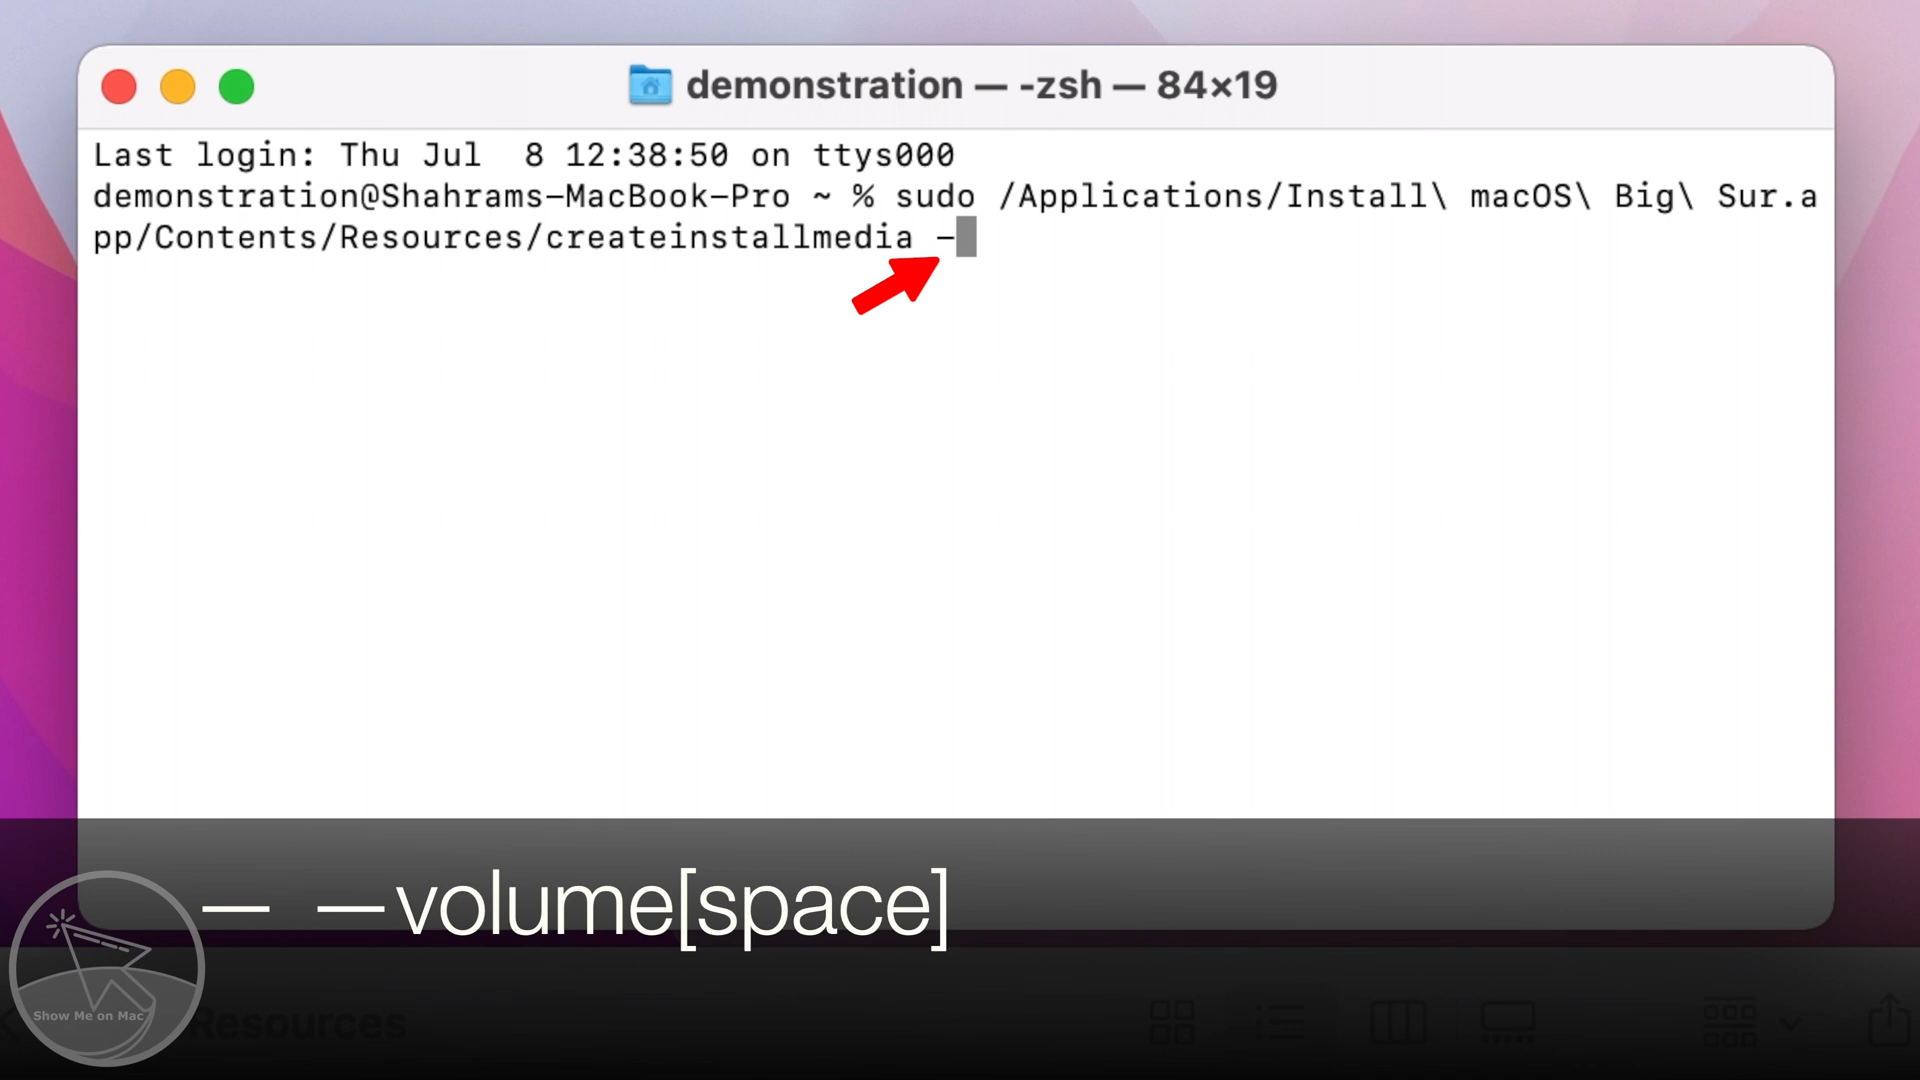 demonstration — -zsh — 84×19
Last login: Thu Jul  8 12:38:50 on ttys000
demonstration@Shahrams-MacBook-Pro ~ % sudo /Applications/Install\ macOS\ Big\ Sur.a
pp/Contents/Resources/createinstallmedia -
— —volume[space]
Show Me on Mac
Resources